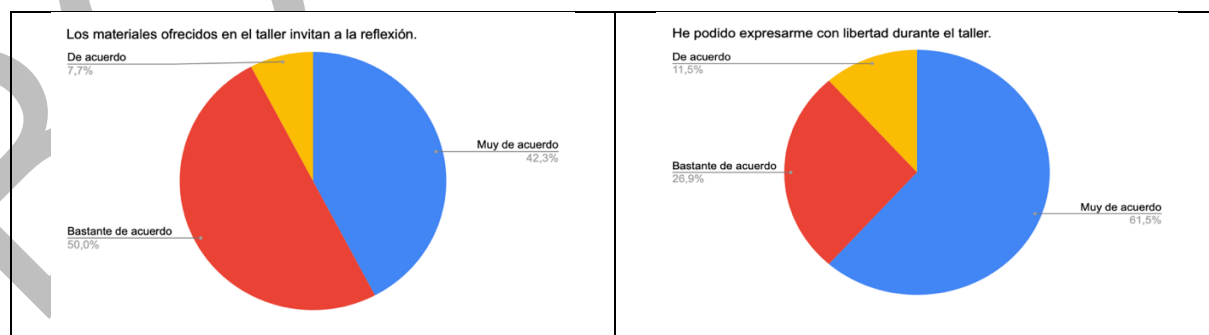 Los materiales ofrecidos en el taller invitan a la reflexión.
De acuerdo
7,7%
Muy de acuerdo
42,3%
Bastante de acuerdo
50,0%
He podido expresarme con libertad durante el taller.
De acuerdo
11,5%
Bastante de acuerdo
26,9%
Muy de acuerdo
61,5%